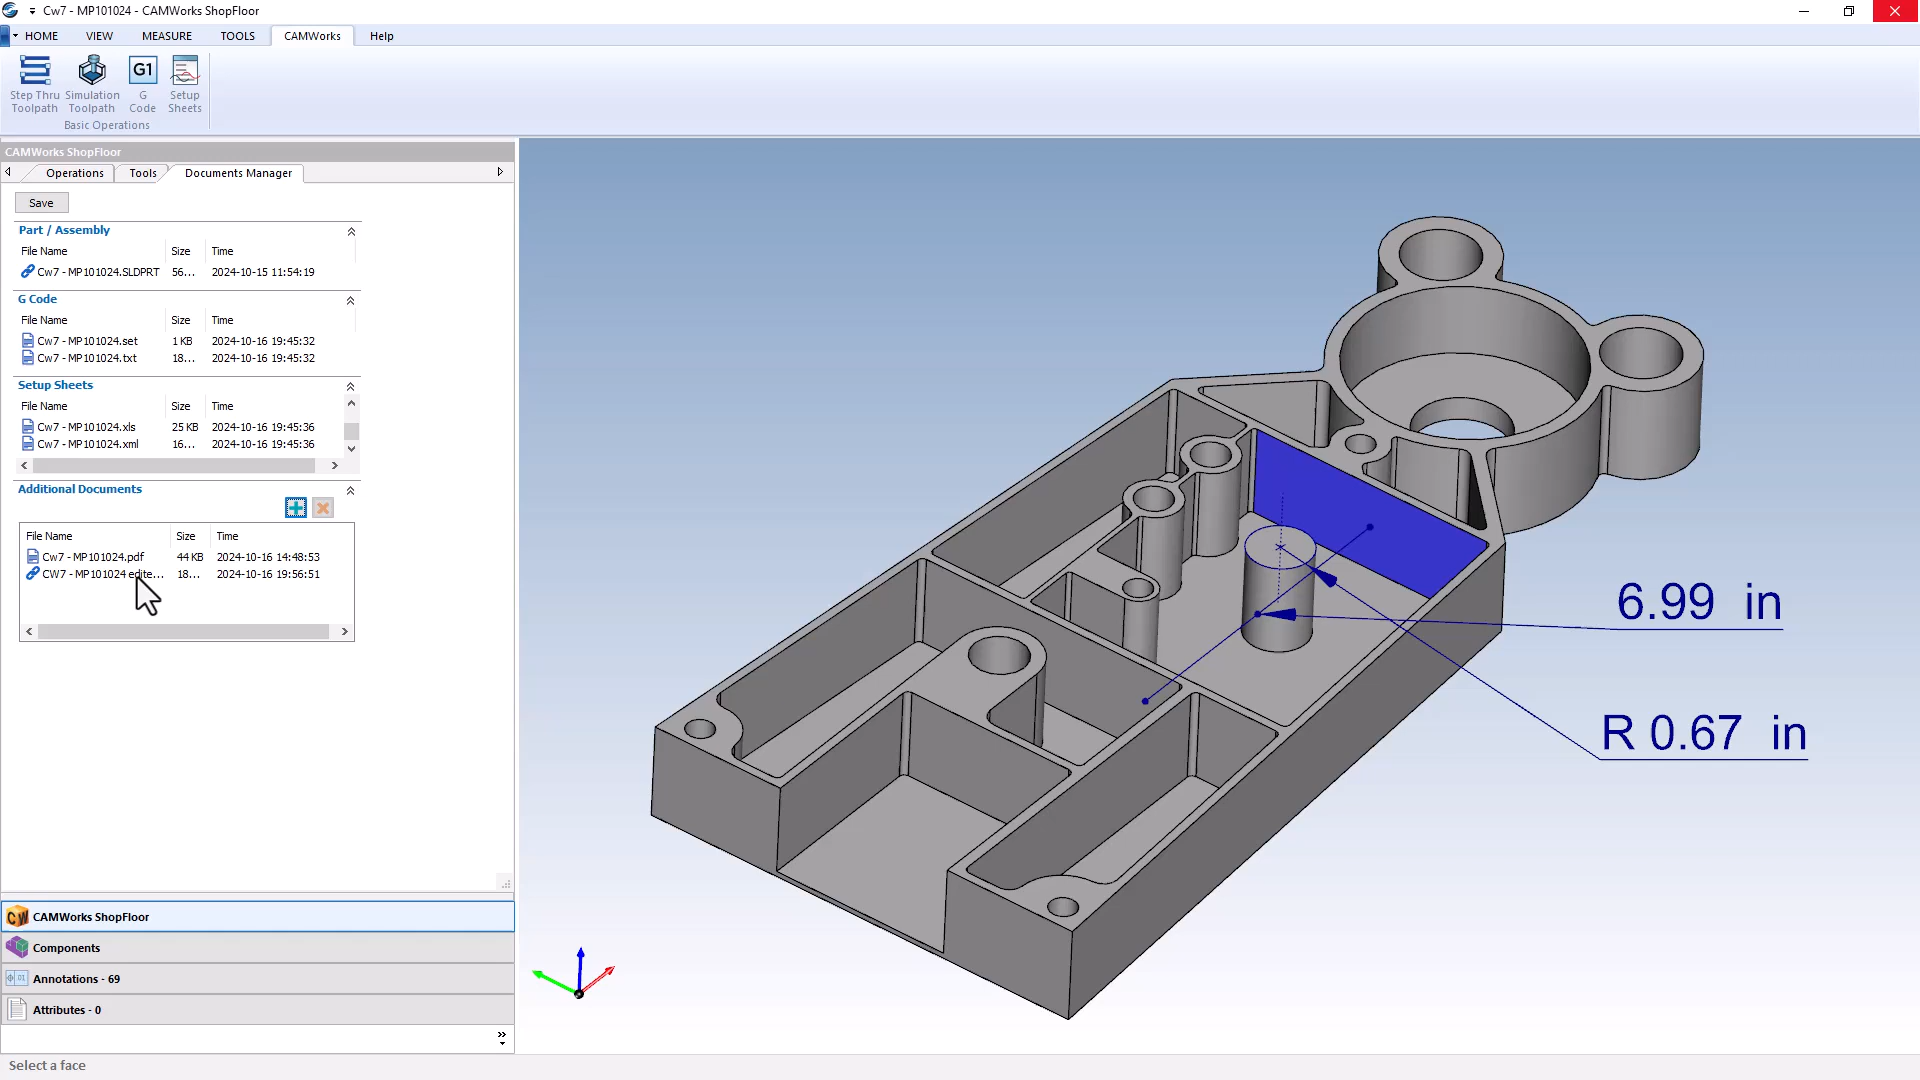 Cw7 - MP101024 - CAMWorks ShopFloor
HOME VIEW MEASURE TOOLS CAMWorks Help
Step Thru Toolpath
Simulation Toolpath
G1
G Code
Setup Sheets
Basic Operations
CAMWorks ShopFloor
Operations Tools Documents Manager
Save
Part / Assembly
File Name Size Time
Cw7 - MP101024.SLDPRT 56... 2024-10-15 11:54:19
G Code
File Name Size Time
Cw7 - MP101024.set 1 KB 2024-10-16 19:45:32
Cw7 - MP101024.txt 18... 2024-10-16 19:45:32
Setup Sheets
File Name Size Time
Cw7 - MP101024.xls 25 KB 2024-10-16 19:45:36
Cw7 - MP101024.xml 16... 2024-10-16 19:45:36
Additional Documents
File Name Size Time
Cw7 - MP101024.pdf 44 KB 2024-10-16 14:48:53
CW7 - MP101024 edite... 18... 2024-10-16 19:56:51
6.99 in
R 0.67 in
CW CAMWorks ShopFloor
Components
Annotations - 69
Attributes - 0
Select a face